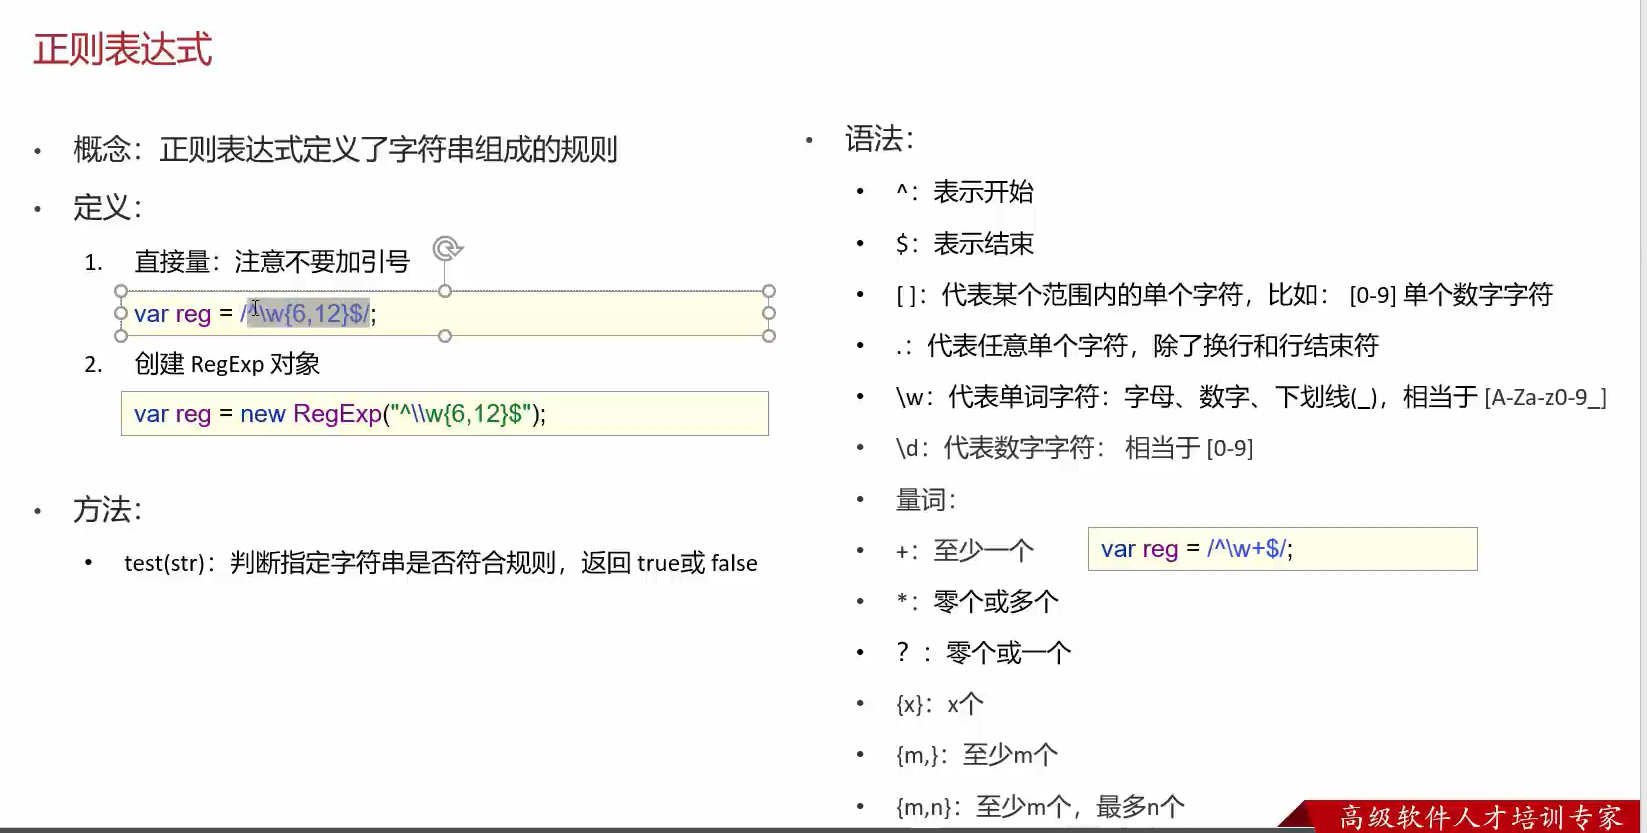 正则表达式
• 概念：正则表达式定义了字符串组成的规则
• 定义：
1. 直接量：注意不要加引号
var reg = /^\w{6,12}$/;
2. 创建 RegExp 对象
var reg = new RegExp("^\\w{6,12}$");
• 方法：
• test(str)：判断指定字符串是否符合规则，返回 true或 false
• 语法：
• ^：表示开始
• $：表示结束
• [ ]：代表某个范围内的单个字符，比如： [0-9] 单个数字字符
• .：代表任意单个字符，除了换行和行结束符
• \w：代表单词字符：字母、数字、下划线(_)，相当于 [A-Za-z0-9_]
• \d：代表数字字符： 相当于 [0-9]
• 量词：
• +：至少一个
var reg = /^\w+$/;
• *：零个或多个
• ？：零个或一个
• {x}：x个
• {m,}：至少m个
• {m,n}：至少m个，最多n个
高级软件人才培训专家